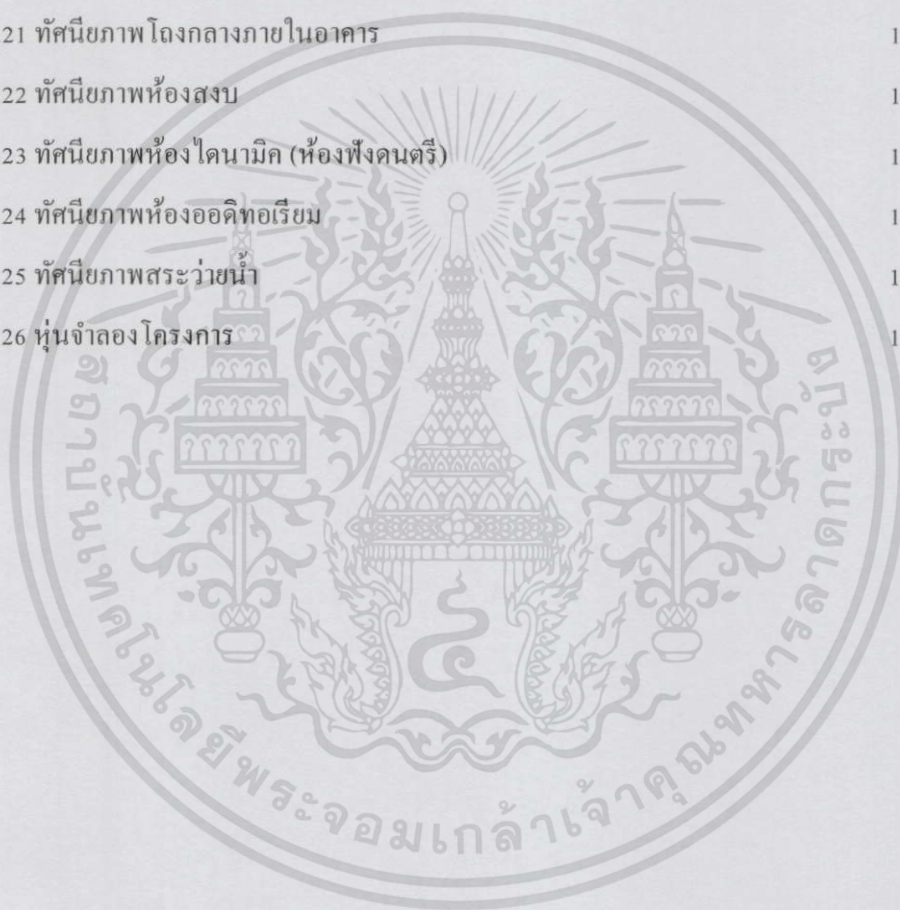 21 ทัศนียภาพโถงกลางภายในอาคาร 1
22 ทัศนียภาพห้องสงบ 1
23 ทัศนียภาพห้องไดนามิค (ห้องฟังดนตรี) 1
24 ทัศนียภาพห้องออดิทอเรียม 1
25 ทัศนียภาพสระว่ายน้ำ 1
26 หุ่นจำลองโครงการ 1
สถาบันเทคโนโลยีพระจอมเกล้าเจ้าคุณทหารลาดกระบัง
๔